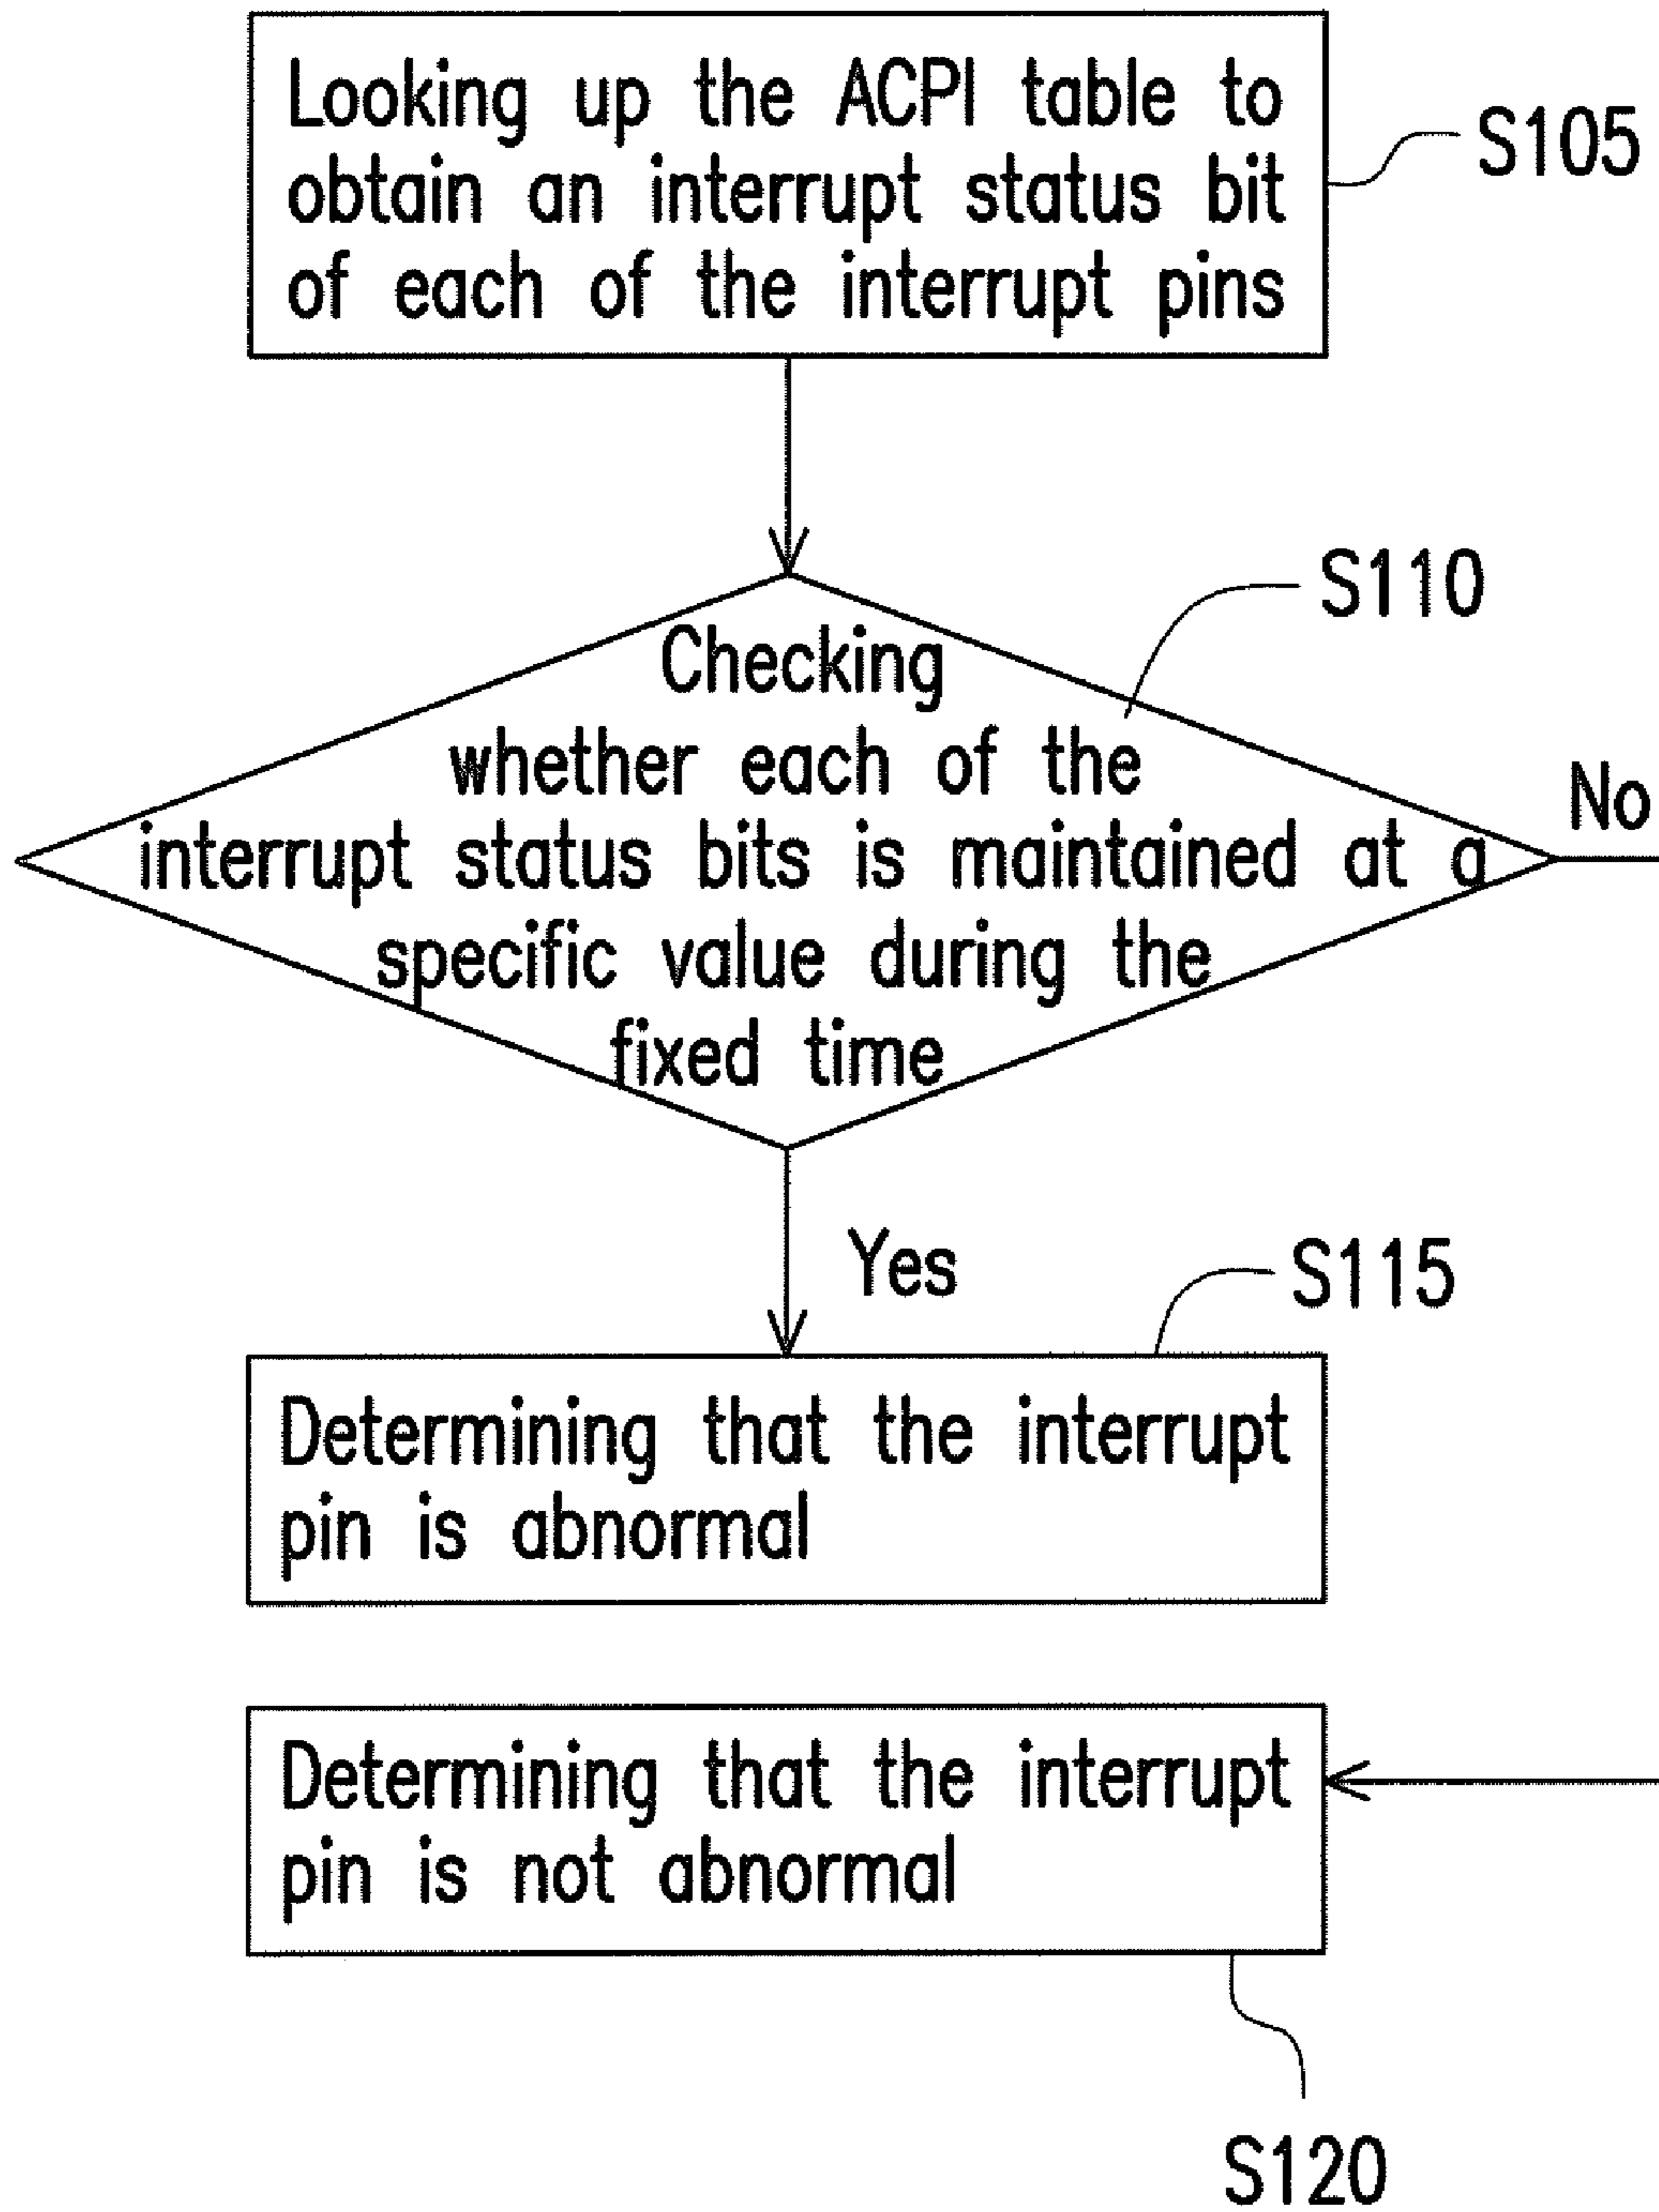 Looking up the ACPI table to
obtain an interrupt status bit
of each of the interrupt pins
S105
S110
Checking
whether each of the
interrupt status bits is maintained at a
specific value during the
fixed time
No
Yes
S115
Determining that the interrupt
pin is abnormal
Determining that the interrupt
pin is not abnormal
S120